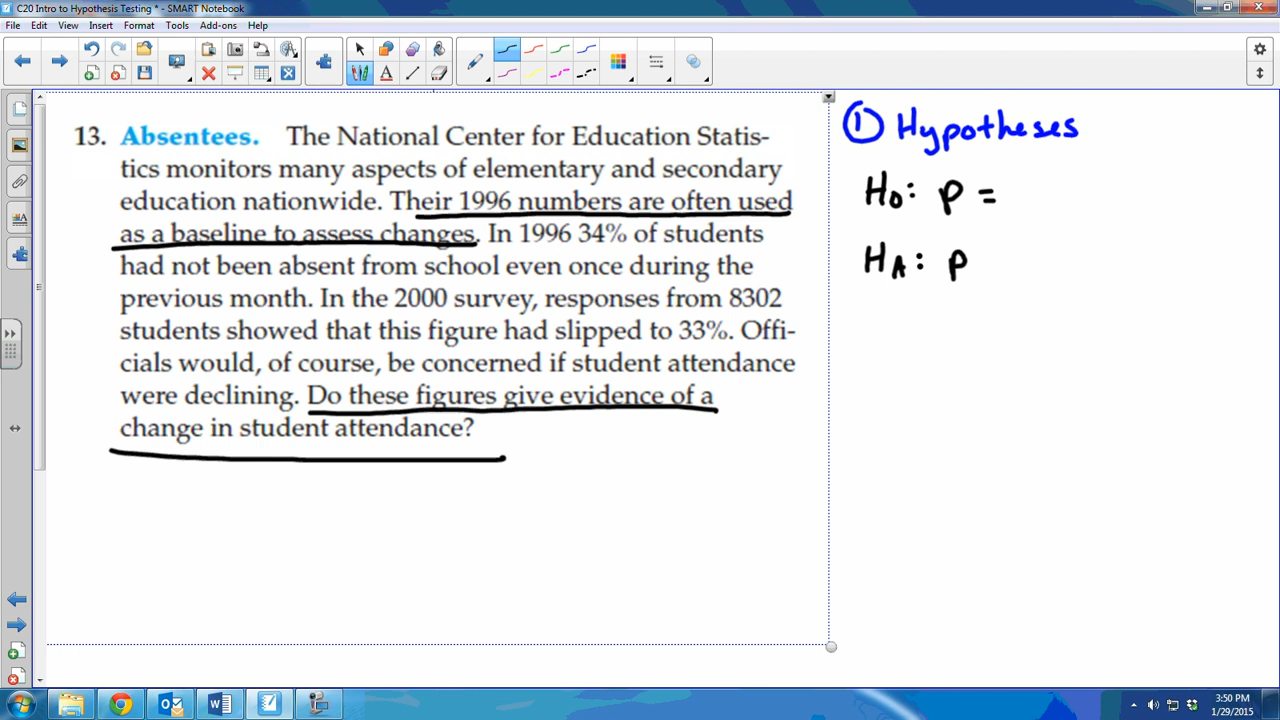 C20 Intro to Hypothesis Testing * - SMART Notebook
File Edit View Insert Format Tools Add-ons Help
13. Absentees. The National Center for Education Statis-
tics monitors many aspects of elementary and secondary
education nationwide. Their 1996 numbers are often used
as a baseline to assess changes. In 1996 34% of students
had not been absent from school even once during the
previous month. In the 2000 survey, responses from 8302
students showed that this figure had slipped to 33%. Offi-
cials would, of course, be concerned if student attendance
were declining. Do these figures give evidence of a
change in student attendance?
① Hypotheses
H0: p =
HA: p
3:50 PM
1/29/2015